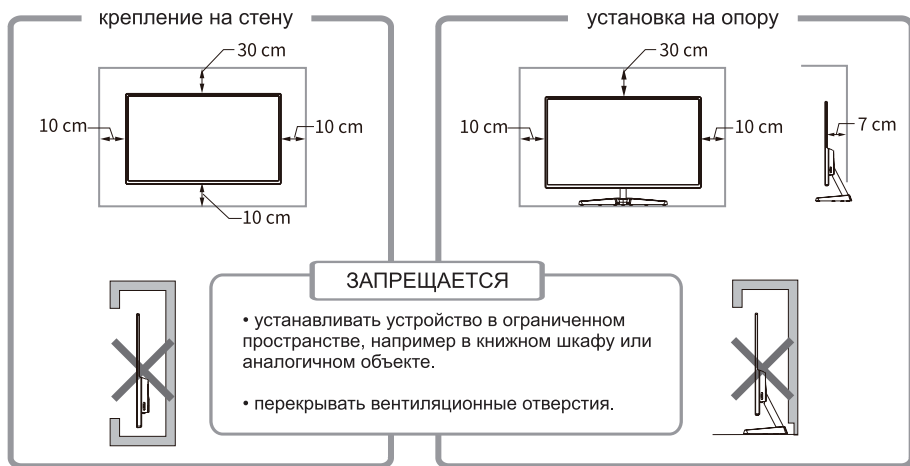 крепление на стену
30 cm
10 cm
10 cm
10 cm
установка на опору
30 cm
10 cm
10 cm
7 cm
ЗАПРЕЩАЕТСЯ
• устанавливать устройство в ограниченном
пространстве, например в книжном шкафу или
аналогичном объекте.
• перекрывать вентиляционные отверстия.